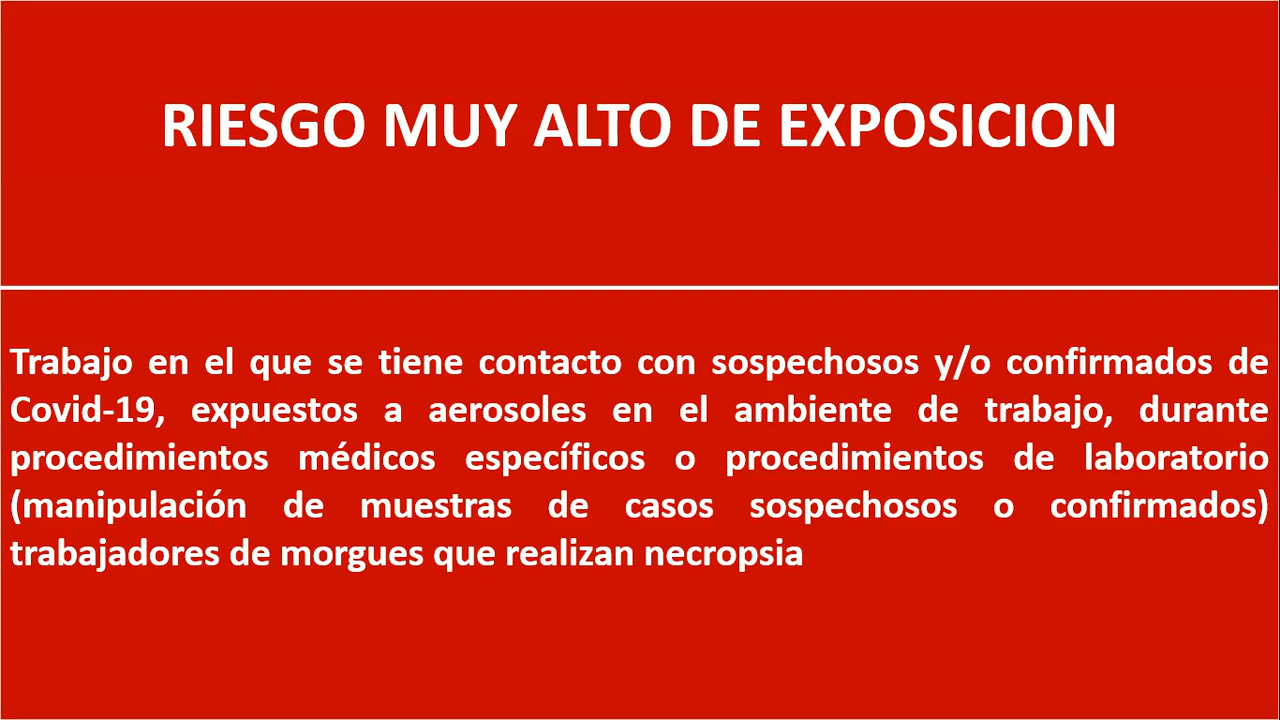 RIESGO MUY ALTO DE EXPOSICION
Trabajo en el que se tiene contacto con sospechosos y/o confirmados de
Covid-19, expuestos a aerosoles en el ambiente de trabajo, durante
procedimientos médicos específicos o procedimientos de laboratorio
(manipulación de muestras de casos sospechosos o confirmados)
trabajadores de morgues que realizan necropsia